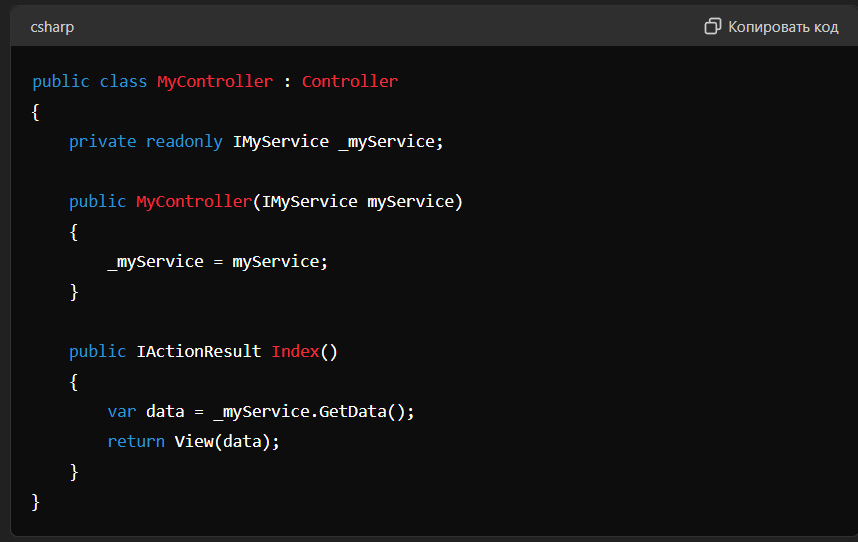 csharp
Копировать код
public class MyController : Controller
{
    private readonly IMyService _myService;

    public MyController(IMyService myService)
    {
        _myService = myService;
    }

    public IActionResult Index()
    {
        var data = _myService.GetData();
        return View(data);
    }
}